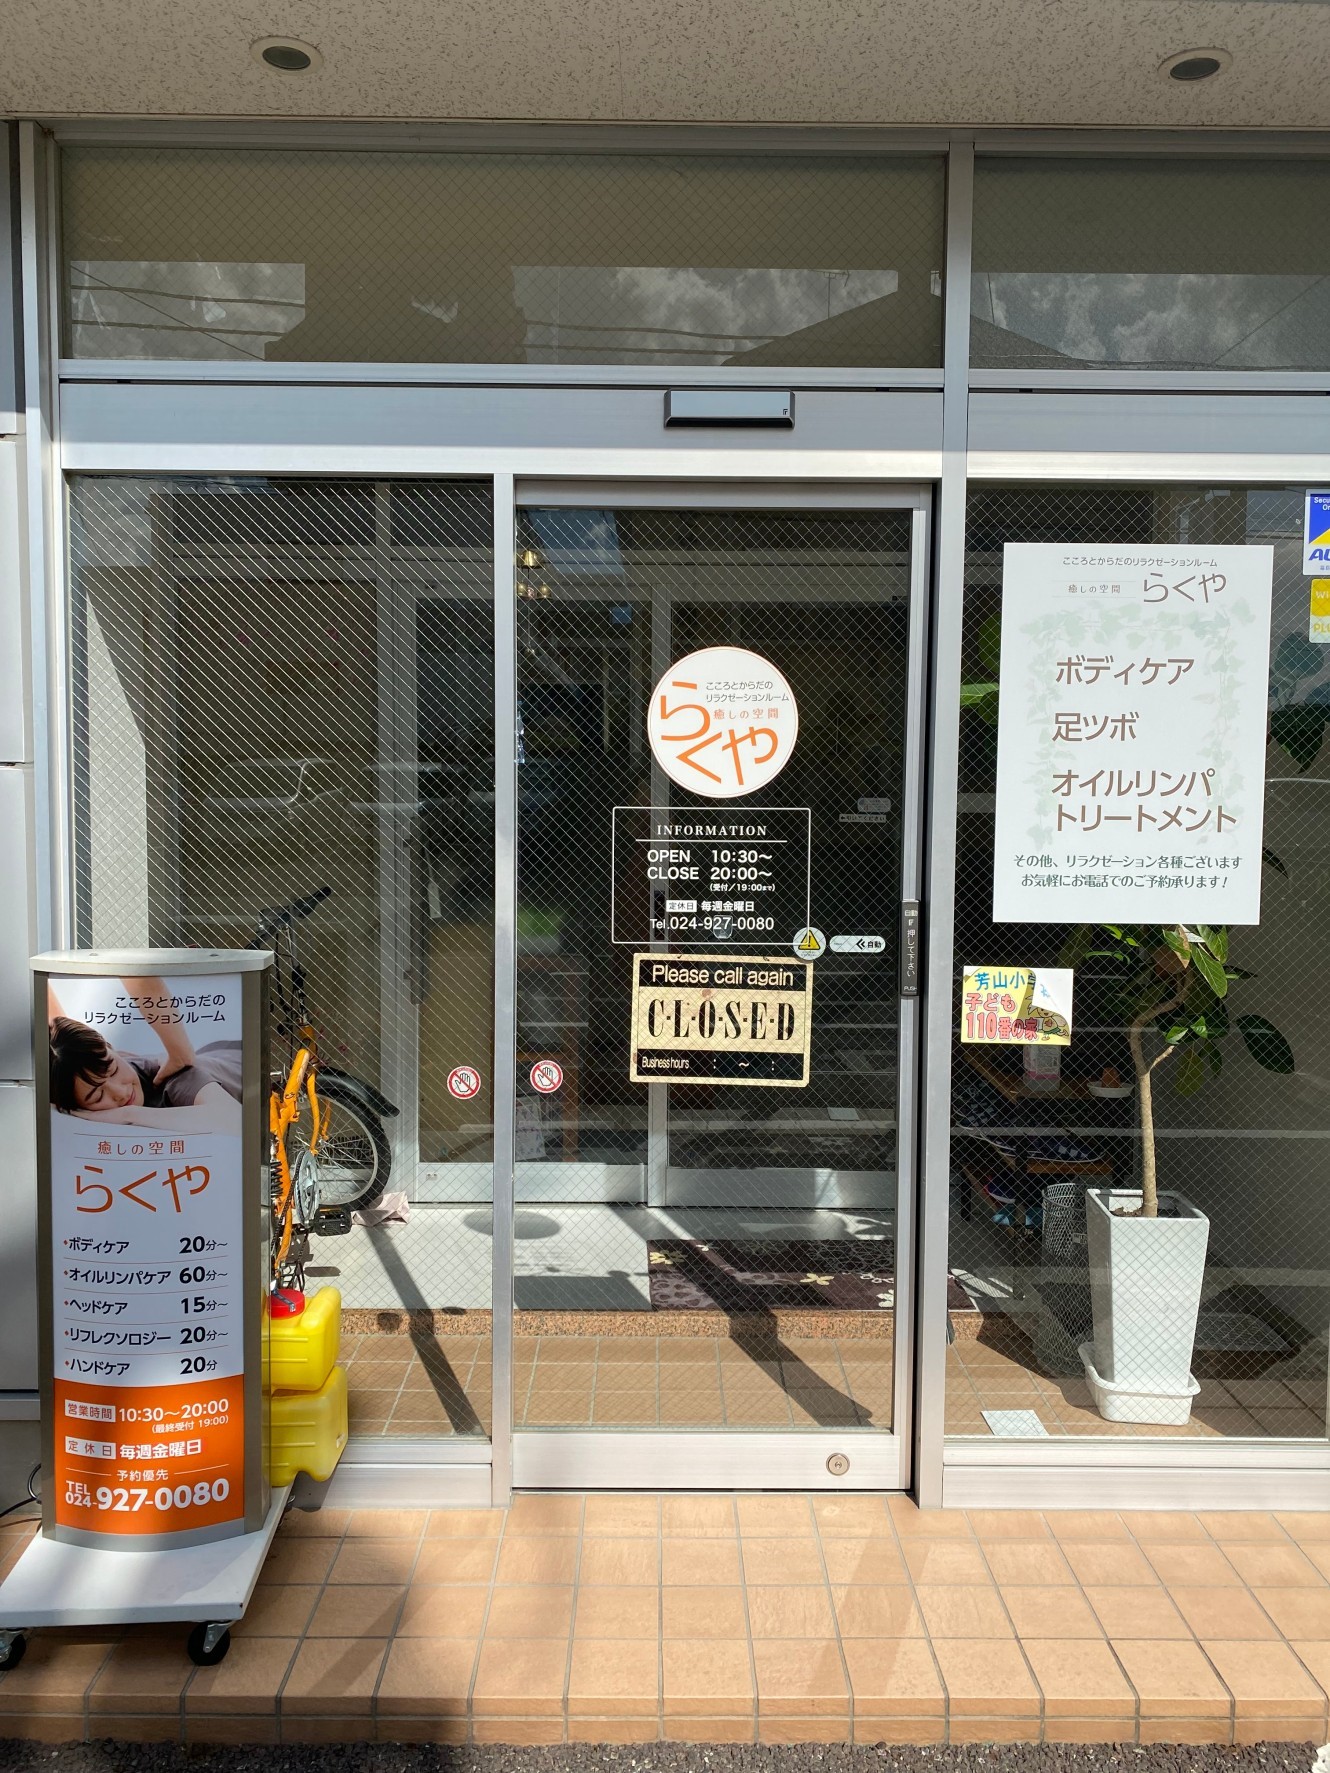 こころとからだの
リラクゼーションルーム
癒しの空間
らくや
INFORMATION
OPEN 10:30～
CLOSE 20:00～
(受付／19:00まで)
定休日 毎週金曜日
Tel.024-927-0080
自動
Please call again
CLOSED
Business hours : ～ :
自動
押して下さい
PUSH
こころとからだのリラクゼーションルーム
癒しの空間 らくや
ボディケア
足ツボ
オイルリンパ
トリートメント
その他、リラクゼーション各種ございます
お気軽にお電話でのご予約承ります！
芳山小
子ども
110番の家
こころとからだの
リラクゼーションルーム
癒しの空間
らくや
・ボディケア 20分～
・オイルリンパケア 60分～
・ヘッドケア 15分～
・リフレクソロジー 20分～
・ハンドケア 20分
営業時間 10:30～20:00
(最終受付 19:00)
定休日 毎週金曜日
予約優先
TEL
024-927-0080